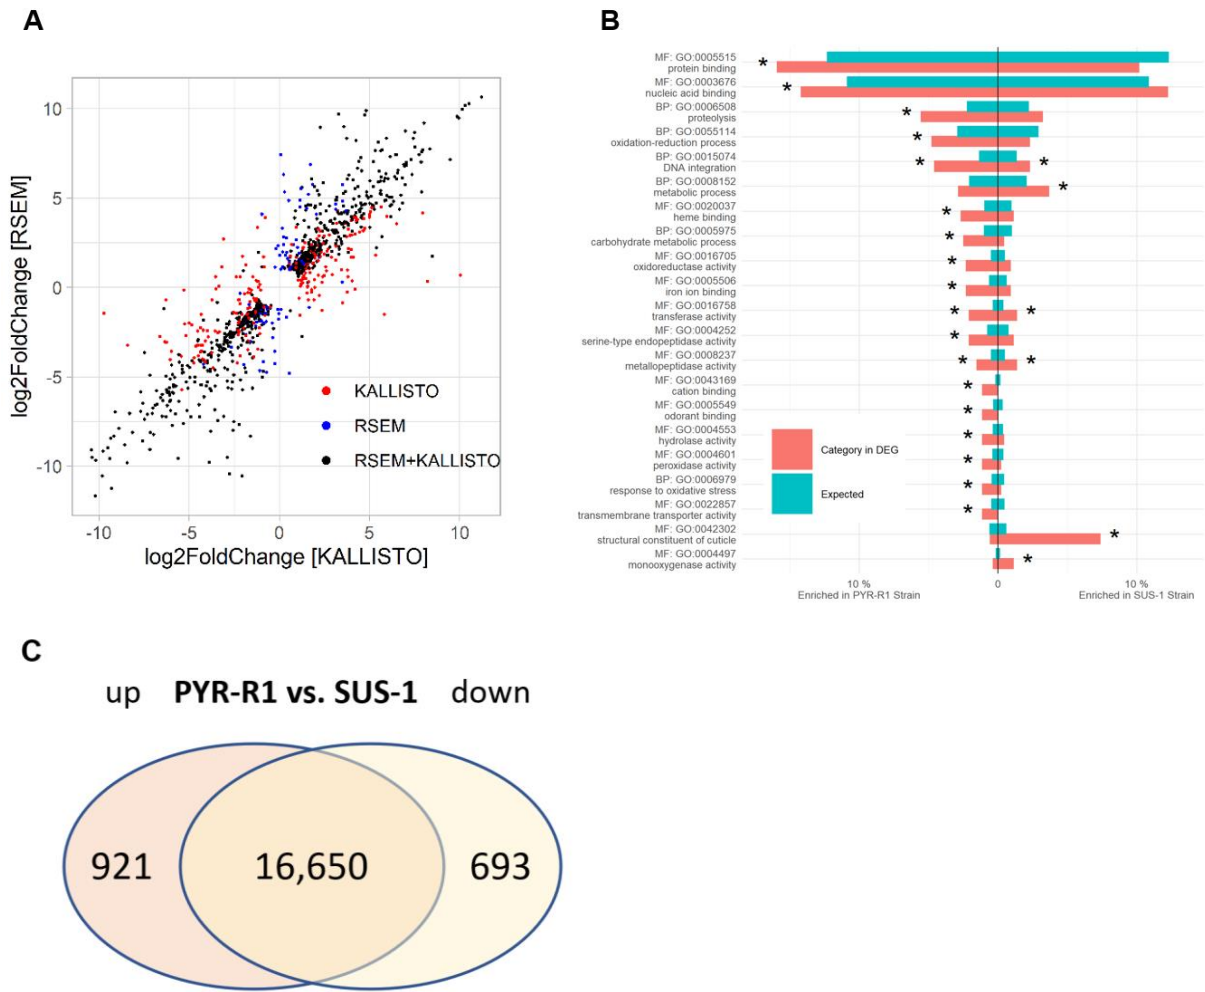 A
log2FoldChange [RSEM]
10
5
0
-5
-10
KALLISTO
RSEM
RSEM+KALLISTO
-10
-5
0
5
10
log2FoldChange [KALLISTO]
B
MF: GO:0005515
protein binding
*
MF: GO:0003676
nucleic acid binding
*
BP: GO:0006508
proteolysis
*
BP: GO:0055114
oxidation-reduction process
*
BP: GO:0015074
DNA integration
* *
BP: GO:0008152
metabolic process
*
MF: GO:0020037
heme binding
*
BP: GO:0005975
carbohydrate metabolic process
*
MF: GO:0016705
oxidoreductase activity
*
MF: GO:0005506
iron ion binding
*
MF: GO:0016758
transferase activity
* *
MF: GO:0004252
serine-type endopeptidase activity
*
MF: GO:0008237
metallopeptidase activity
* *
MF: GO:0043169
cation binding
*
MF: GO:0005549
odorant binding
*
MF: GO:0004553
hydrolase activity
*
MF: GO:0004601
peroxidase activity
*
BP: GO:0006979
response to oxidative stress
*
MF: GO:0022857
transmembrane transporter activity
*
MF: GO:0042302
structural constituent of cuticle
*
MF: GO:0004497
monooxygenase activity
*
Category in DEG
Expected
10 %
0
10 %
Enriched in PYR-R1 Strain
Enriched in SUS-1 Strain
C
up PYR-R1 vs. SUS-1 down
921
16,650
693